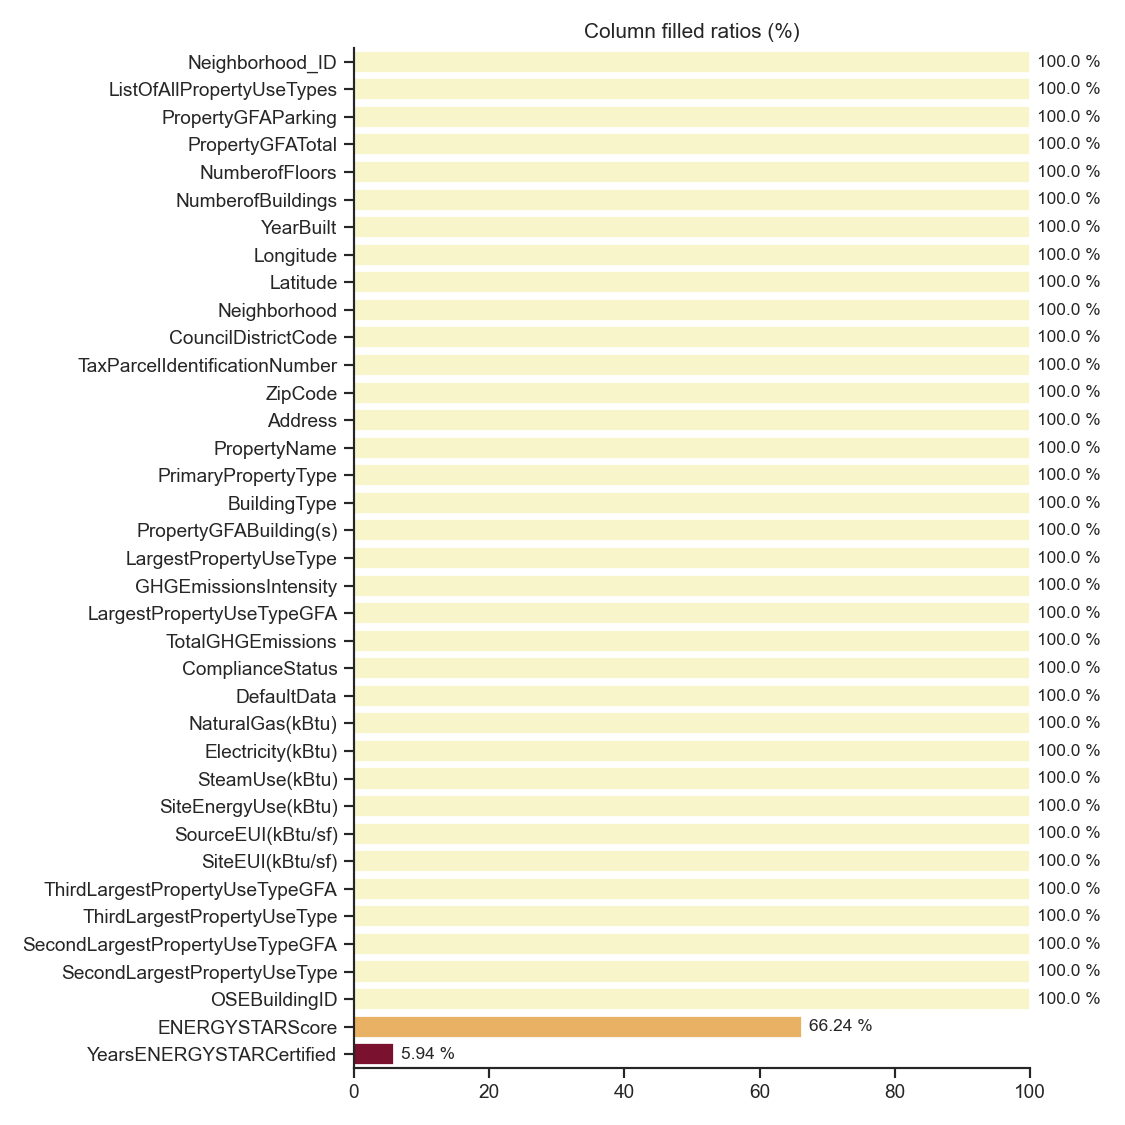 Column filled ratios (%)
Neighborhood_ID 100.0 %
ListOfAllPropertyUseTypes 100.0 %
PropertyGFAParking 100.0 %
PropertyGFATotal 100.0 %
NumberofFloors 100.0 %
NumberofBuildings 100.0 %
YearBuilt 100.0 %
Longitude 100.0 %
Latitude 100.0 %
Neighborhood 100.0 %
CouncilDistrictCode 100.0 %
TaxParcelIdentificationNumber 100.0 %
ZipCode 100.0 %
Address 100.0 %
PropertyName 100.0 %
PrimaryPropertyType 100.0 %
BuildingType 100.0 %
PropertyGFABuilding(s) 100.0 %
LargestPropertyUseType 100.0 %
GHGEmissionsIntensity 100.0 %
LargestPropertyUseTypeGFA 100.0 %
TotalGHGEmissions 100.0 %
ComplianceStatus 100.0 %
DefaultData 100.0 %
NaturalGas(kBtu) 100.0 %
Electricity(kBtu) 100.0 %
SteamUse(kBtu) 100.0 %
SiteEnergyUse(kBtu) 100.0 %
SourceEUI(kBtu/sf) 100.0 %
SiteEUI(kBtu/sf) 100.0 %
ThirdLargestPropertyUseTypeGFA 100.0 %
ThirdLargestPropertyUseType 100.0 %
SecondLargestPropertyUseTypeGFA 100.0 %
SecondLargestPropertyUseType 100.0 %
OSEBuildingID 100.0 %
ENERGYSTARScore 66.24 %
YearsENERGYSTARCertified 5.94 %
0 20 40 60 80 100